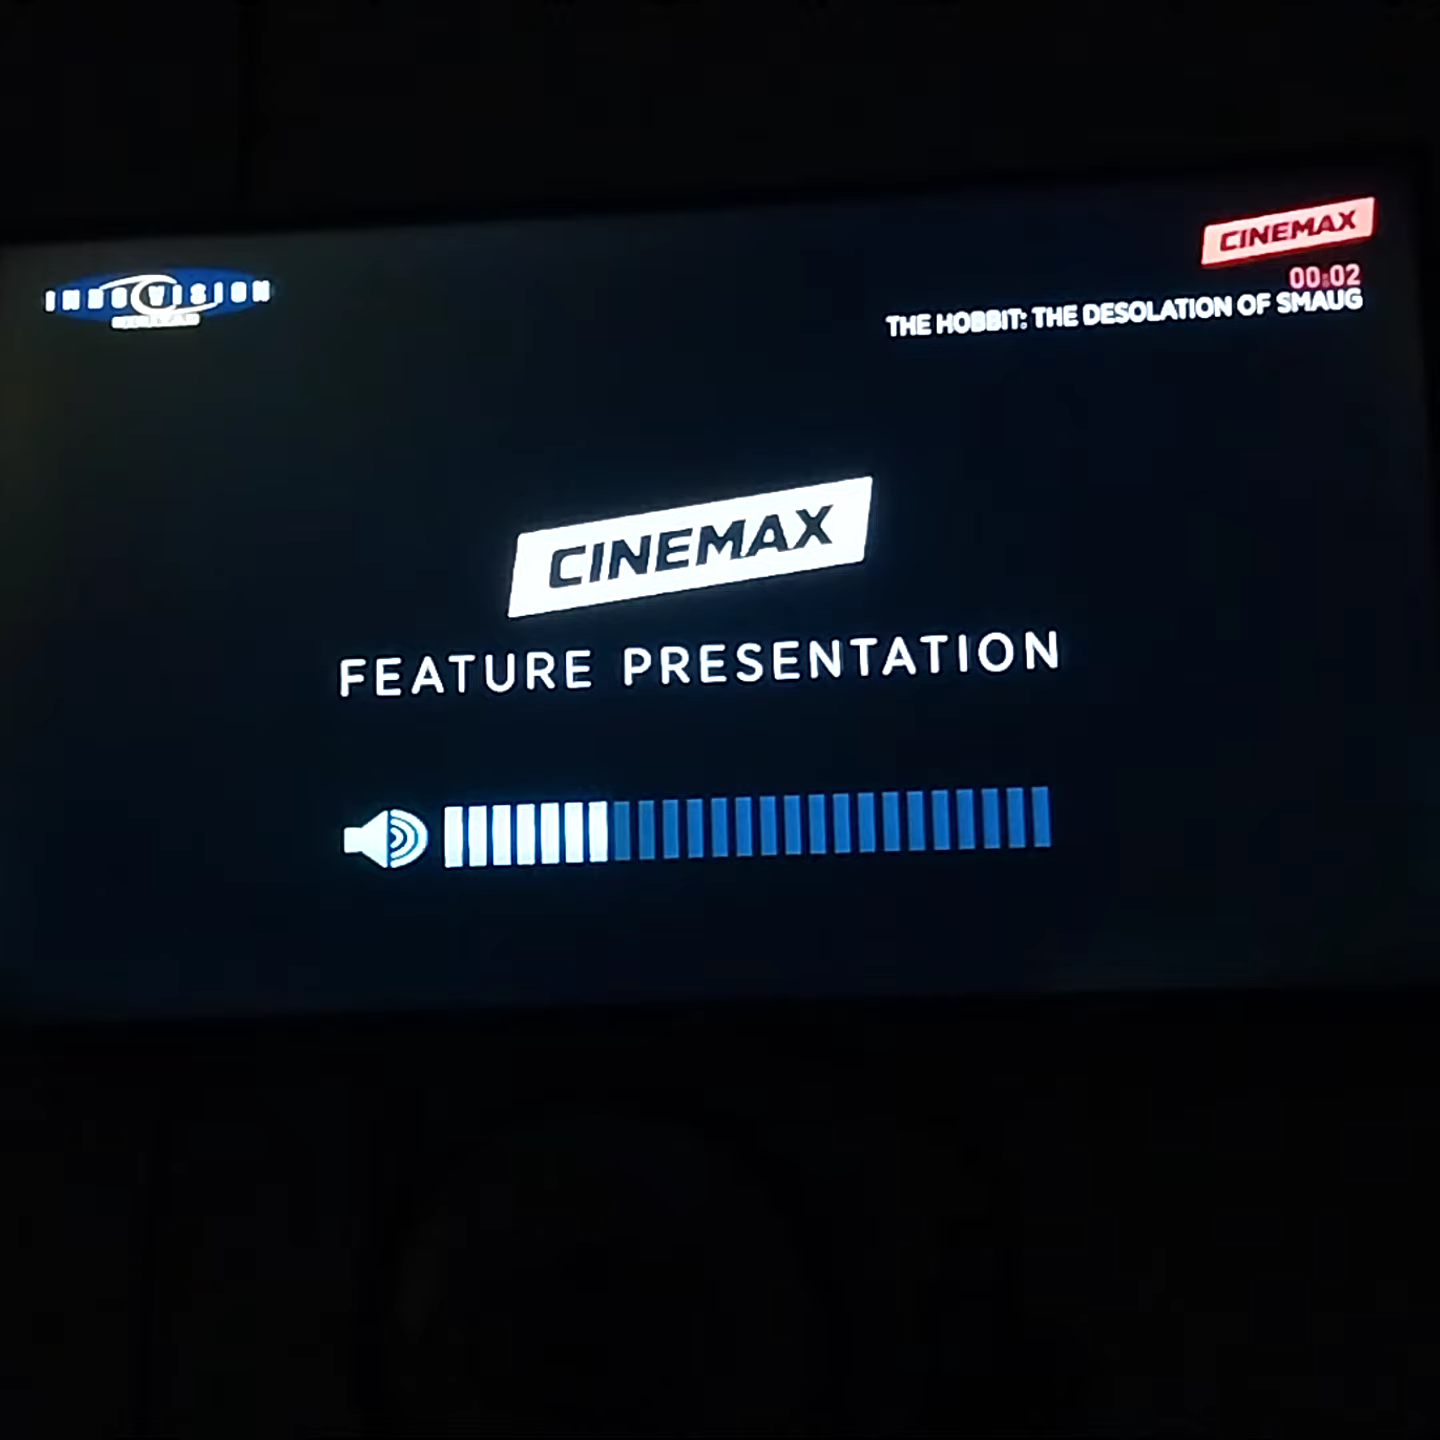 INDOVISION
CINEMAX
00:02
THE HOBBIT: THE DESOLATION OF SMAUG
CINEMAX
FEATURE PRESENTATION